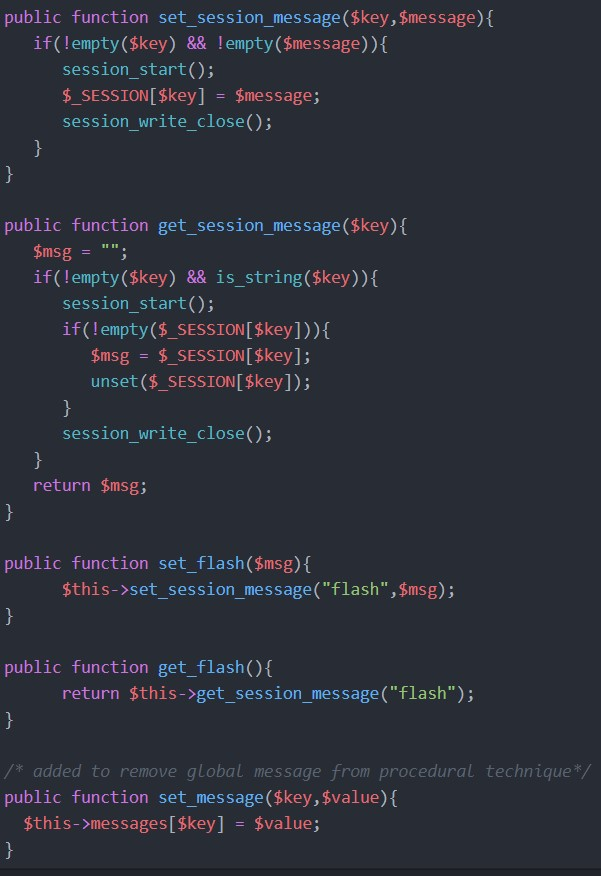 public function set_session_message($key,$message){
if(!empty($key) && !empty($message)){
session_start();
$_SESSION[$key] = $message;
session_write_close();
}
}
public function get_session_message($key){
$msg = "";
if(!empty($key) && is_string($key)){
session_start();
if(!empty($_SESSION[$key])){
$msg = $_SESSION[$key];
unset($_SESSION[$key]);
}
session_write_close();
}
return $msg;
}
public function set_flash($msg){
$this->set_session_message("flash",$msg);
}
public function get_flash(){
return $this->get_session_message("flash");
}
/* added to remove global message from procedural technique*/
public function set_message($key,$value){
$this->messages[$key] = $value;
}